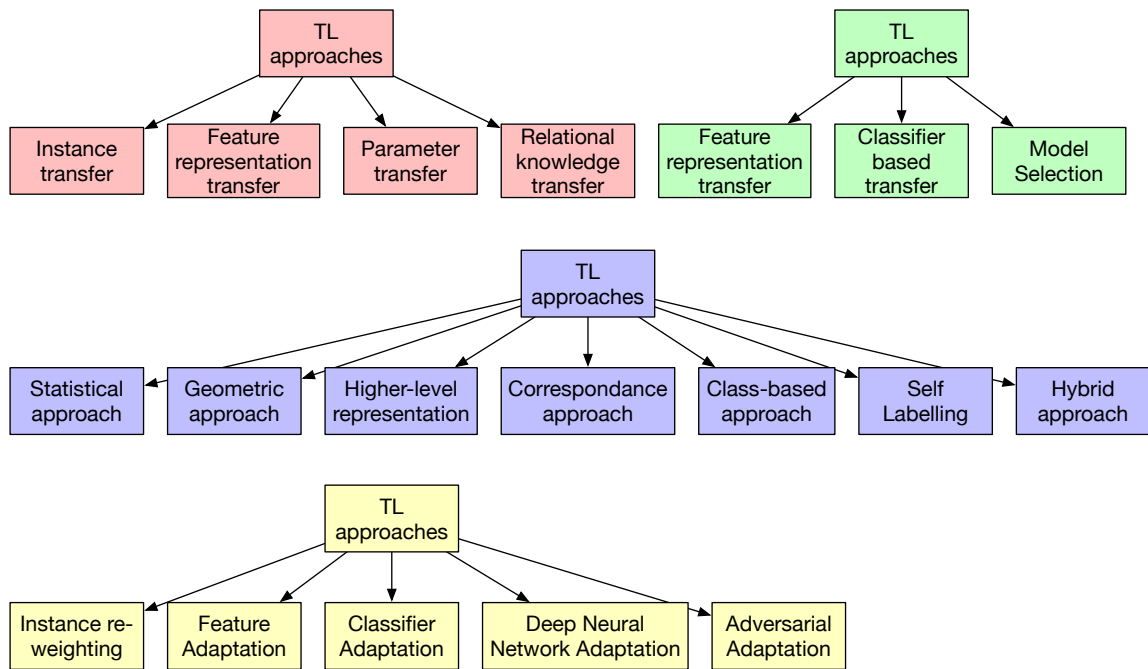 TL
approaches
Instance
transfer
Feature
representation
transfer
Parameter
transfer
Relational
knowledge
transfer
TL
approaches
Feature
representation
transfer
Classifier
based
transfer
Model
Selection
TL
approaches
Statistical
approach
Geometric
approach
Higher-level
representation
Correspondance
approach
Class-based
approach
Self
Labelling
Hybrid
approach
TL
approaches
Instance re-
weighting
Feature
Adaptation
Classifier
Adaptation
Deep Neural
Network Adaptation
Adversarial
Adaptation